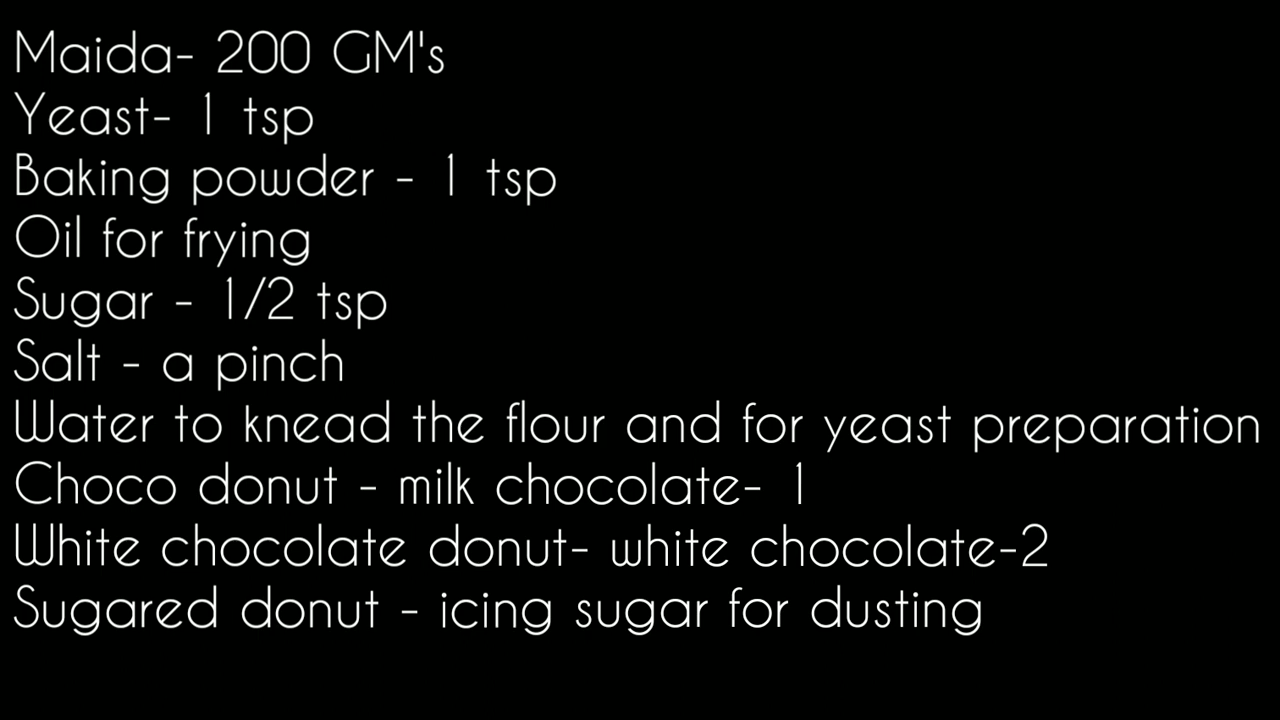 Maida- 200 GM's
Yeast- 1 tsp
Baking powder - 1 tsp
Oil for frying
Sugar - 1/2 tsp
Salt - a pinch
Water to knead the flour and for yeast preparation
Choco donut - milk chocolate- 1
White chocolate donut- white chocolate-2
Sugared donut - icing sugar for dusting